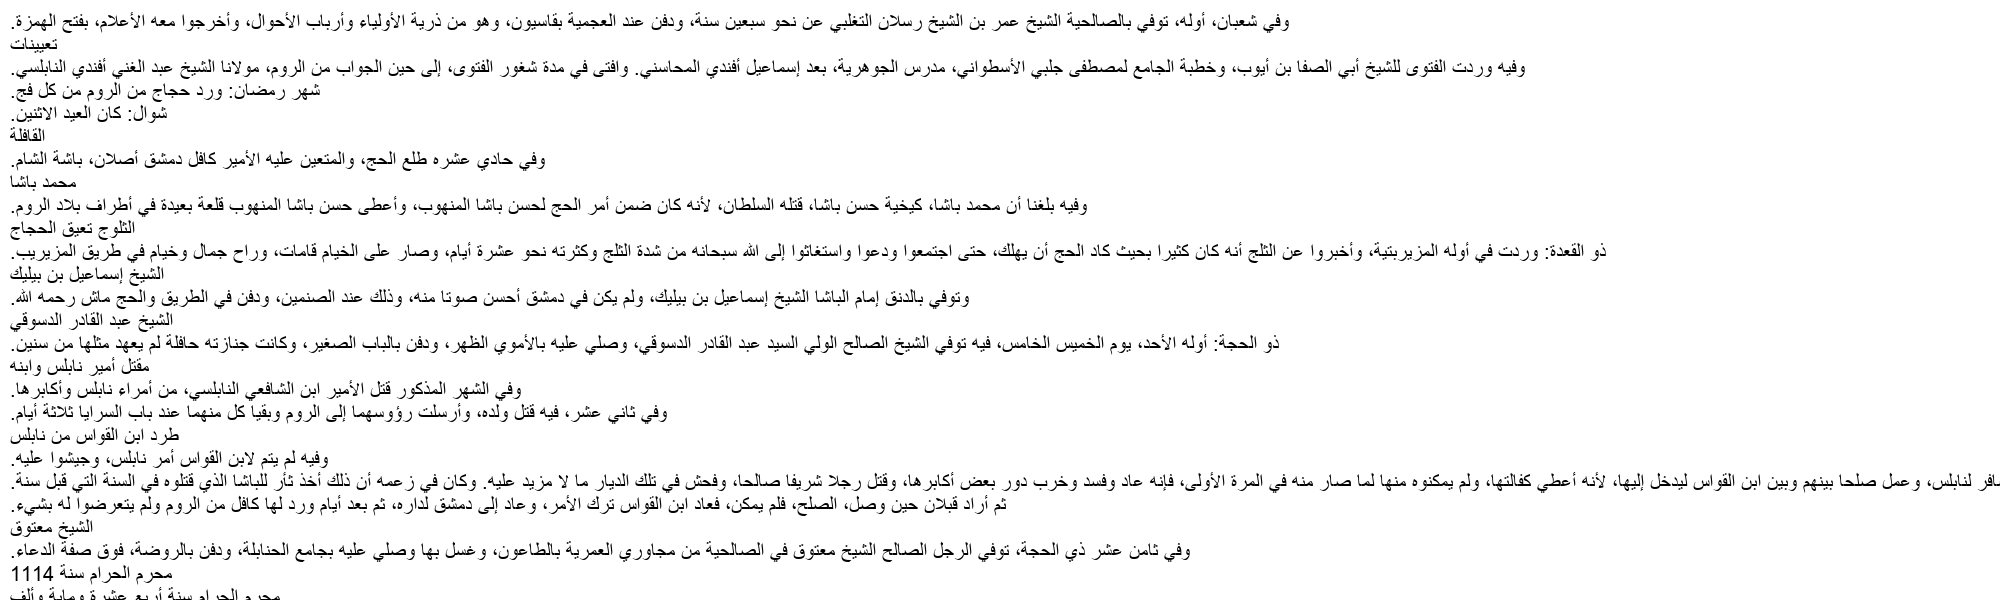 وفي شعبان، أوله، توفي بالصالحية الشيخ عمر بن الشيخ رسلان التغلبي عن نحو سبعين سنة، ودفن عند العجمية بقاسيون، وهو من ذرية الأولياء وأرباب الأحوال، وأخرجوا معه الأعلام، بفتح الهمزة.
تعيينات
وفيه وردت الفتوى للشيخ أبي الصفا بن أيوب، وخطبة الجامع لمصطفى جلبي الأسطواني، مدرس الجوهرية، بعد إسماعيل أفندي المحاسني. وافتى في مدة شغور الفتوى، إلى حين الجواب من الروم، مولانا الشيخ عبد الغني أفندي النابلسي.
شهر رمضان: ورد حجاج من الروم من كل فج.
شوال: كان العيد الاثنين.
القافلة
وفي حادي عشره طلع الحج، والمتعين عليه الأمير كافل دمشق أصلان، باشة الشام.
محمد باشا
وفيه بلغنا أن محمد باشا، كيخية حسن باشا، قتله السلطان، لأنه كان ضمن أمر الحج لحسن باشا المنهوب، وأعطى حسن باشا المنهوب قلعة بعيدة في أطراف بلاد الروم.
الثلوج تعيق الحجاج
ذو القعدة: وردت في أوله المزيربتية، وأخبروا عن الثلج أنه كان كثيرا بحيث كاد الحج أن يهلك، حتى اجتمعوا ودعوا واستغاثوا إلى الله سبحانه من شدة الثلج وكثرته نحو عشرة أيام، وصار على الخيام قامات، وراح جمال وخيام في طريق المزيريب.
الشيخ إسماعيل بن بيليك
وتوفي بالدنق إمام الباشا الشيخ إسماعيل بن بيليك، ولم يكن في دمشق أحسن صوتا منه، وذلك عند الصنمين، ودفن في الطريق والحج ماش رحمه الله.
الشيخ عبد القادر الدسوقي
ذو الحجة: أوله الأحد، يوم الخميس الخامس، فيه توفي الشيخ الصالح الولي السيد عبد القادر الدسوقي، وصلي عليه بالأموي الظهر، ودفن بالباب الصغير، وكانت جنازته حافلة لم يعهد مثلها من سنين.
مقتل أمير نابلس وابنه
وفي الشهر المذكور قتل الأمير ابن الشافعي النابلسي، من أمراء نابلس وأكابرها.
وفي ثاني عشر، فيه قتل ولده، وأرسلت رؤوسهما إلى الروم وبقيا كل منهما عند باب السرايا ثلاثة أيام.
طرد ابن القواس من نابلس
وفيه لم يتم لابن القواس أمر نابلس، وجيشوا عليه.
لنابلس، وعمل صلحا بينهم وبين ابن القواس ليدخل إليها، لأنه أعطي كفالتها، ولم يمكنوه منها لما صار منه في المرة الأولى، فإنه عاد وفسد وخرب دور بعض أكابرها، وقتل رجلا شريفا صالحا، وفحش في تلك الديار ما لا مزيد عليه. وكان في زعمه أن ذلك أخذ ثأر للباشا الذي قتلوه في السنة التي قبل سنة.
ثم أراد قبلان حين وصل، الصلح، فلم يمكن، فعاد ابن القواس ترك الأمر، وعاد إلى دمشق لداره، ثم بعد أيام ورد لها كافل من الروم ولم يتعرضوا له بشيء.
الشيخ معتوق
وفي ثامن عشر ذي الحجة، توفي الرجل الصالح الشيخ معتوق في الصالحية من مجاوري العمرية بالطاعون، وغسل بها وصلي عليه بجامع الحنابلة، ودفن بالروضة، فوق صفة الدعاء.
محرم الحرام سنة 1114
محرم الحرام سنة أربع عشرة وماية وألف